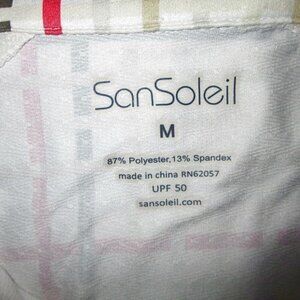 SanSoleil
M
87% Polyester,13% Spandex
made in china RN62057
UPF 50
sansoleil.com